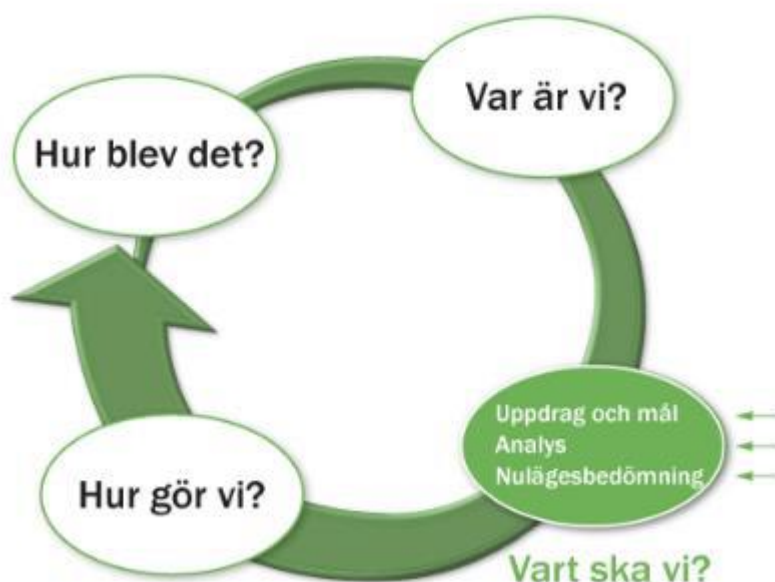 Var är vi?
Hur blev det?
Uppdrag och mål
Analys
Nulägesbedömning
Hur gör vi?
Vart ska vi?